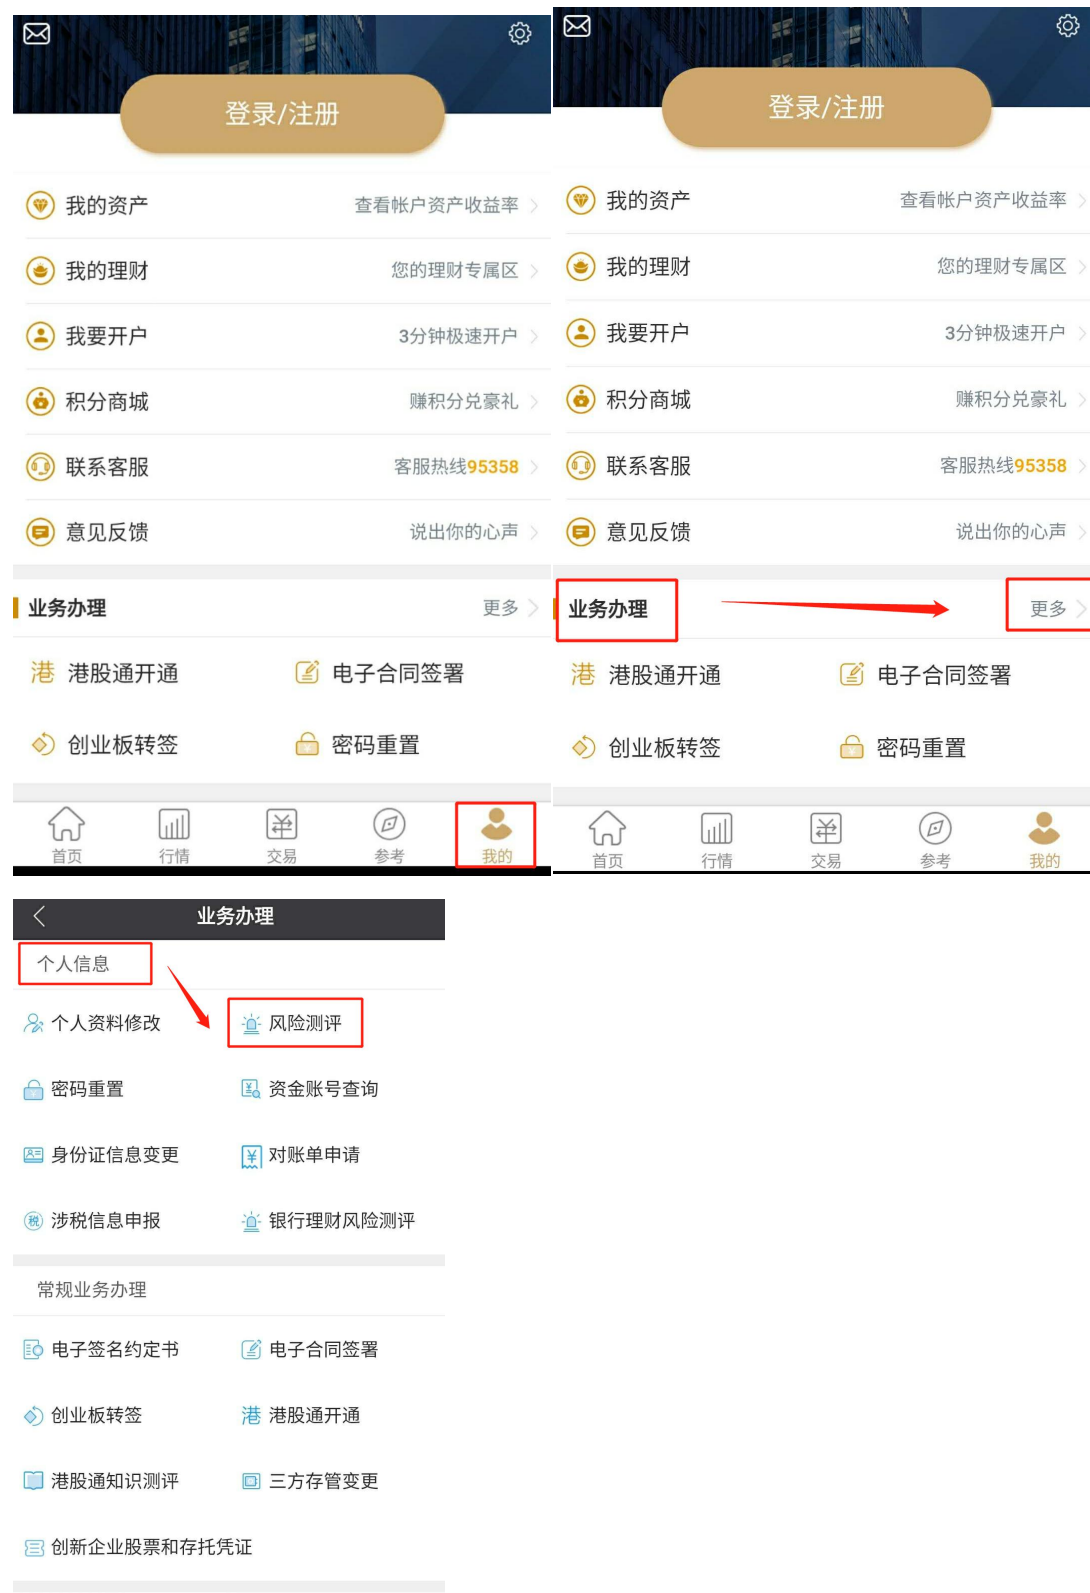 登录/注册
我的资产 查看帐户资产收益率
我的理财 您的理财专属区
我要开户 3分钟极速开户
积分商城 赚积分兑豪礼
联系客服 客服热线95358
意见反馈 说出你的心声
业务办理 更多
港 港股通开通 电子合同签署
创业板转签 密码重置
首页 行情 交易 参考 我的
登录/注册
我的资产 查看帐户资产收益率
我的理财 您的理财专属区
我要开户 3分钟极速开户
积分商城 赚积分兑豪礼
联系客服 客服热线95358
意见反馈 说出你的心声
业务办理 更多
港 港股通开通 电子合同签署
创业板转签 密码重置
首页 行情 交易 参考 我的
业务办理
个人信息
个人资料修改 风险测评
密码重置 资金账号查询
身份证信息变更 对账单申请
税 涉税信息申报 银行理财风险测评
常规业务办理
电子签名约定书 电子合同签署
创业板转签 港 港股通开通
港股通知识测评 三方存管变更
创新企业股票和存托凭证